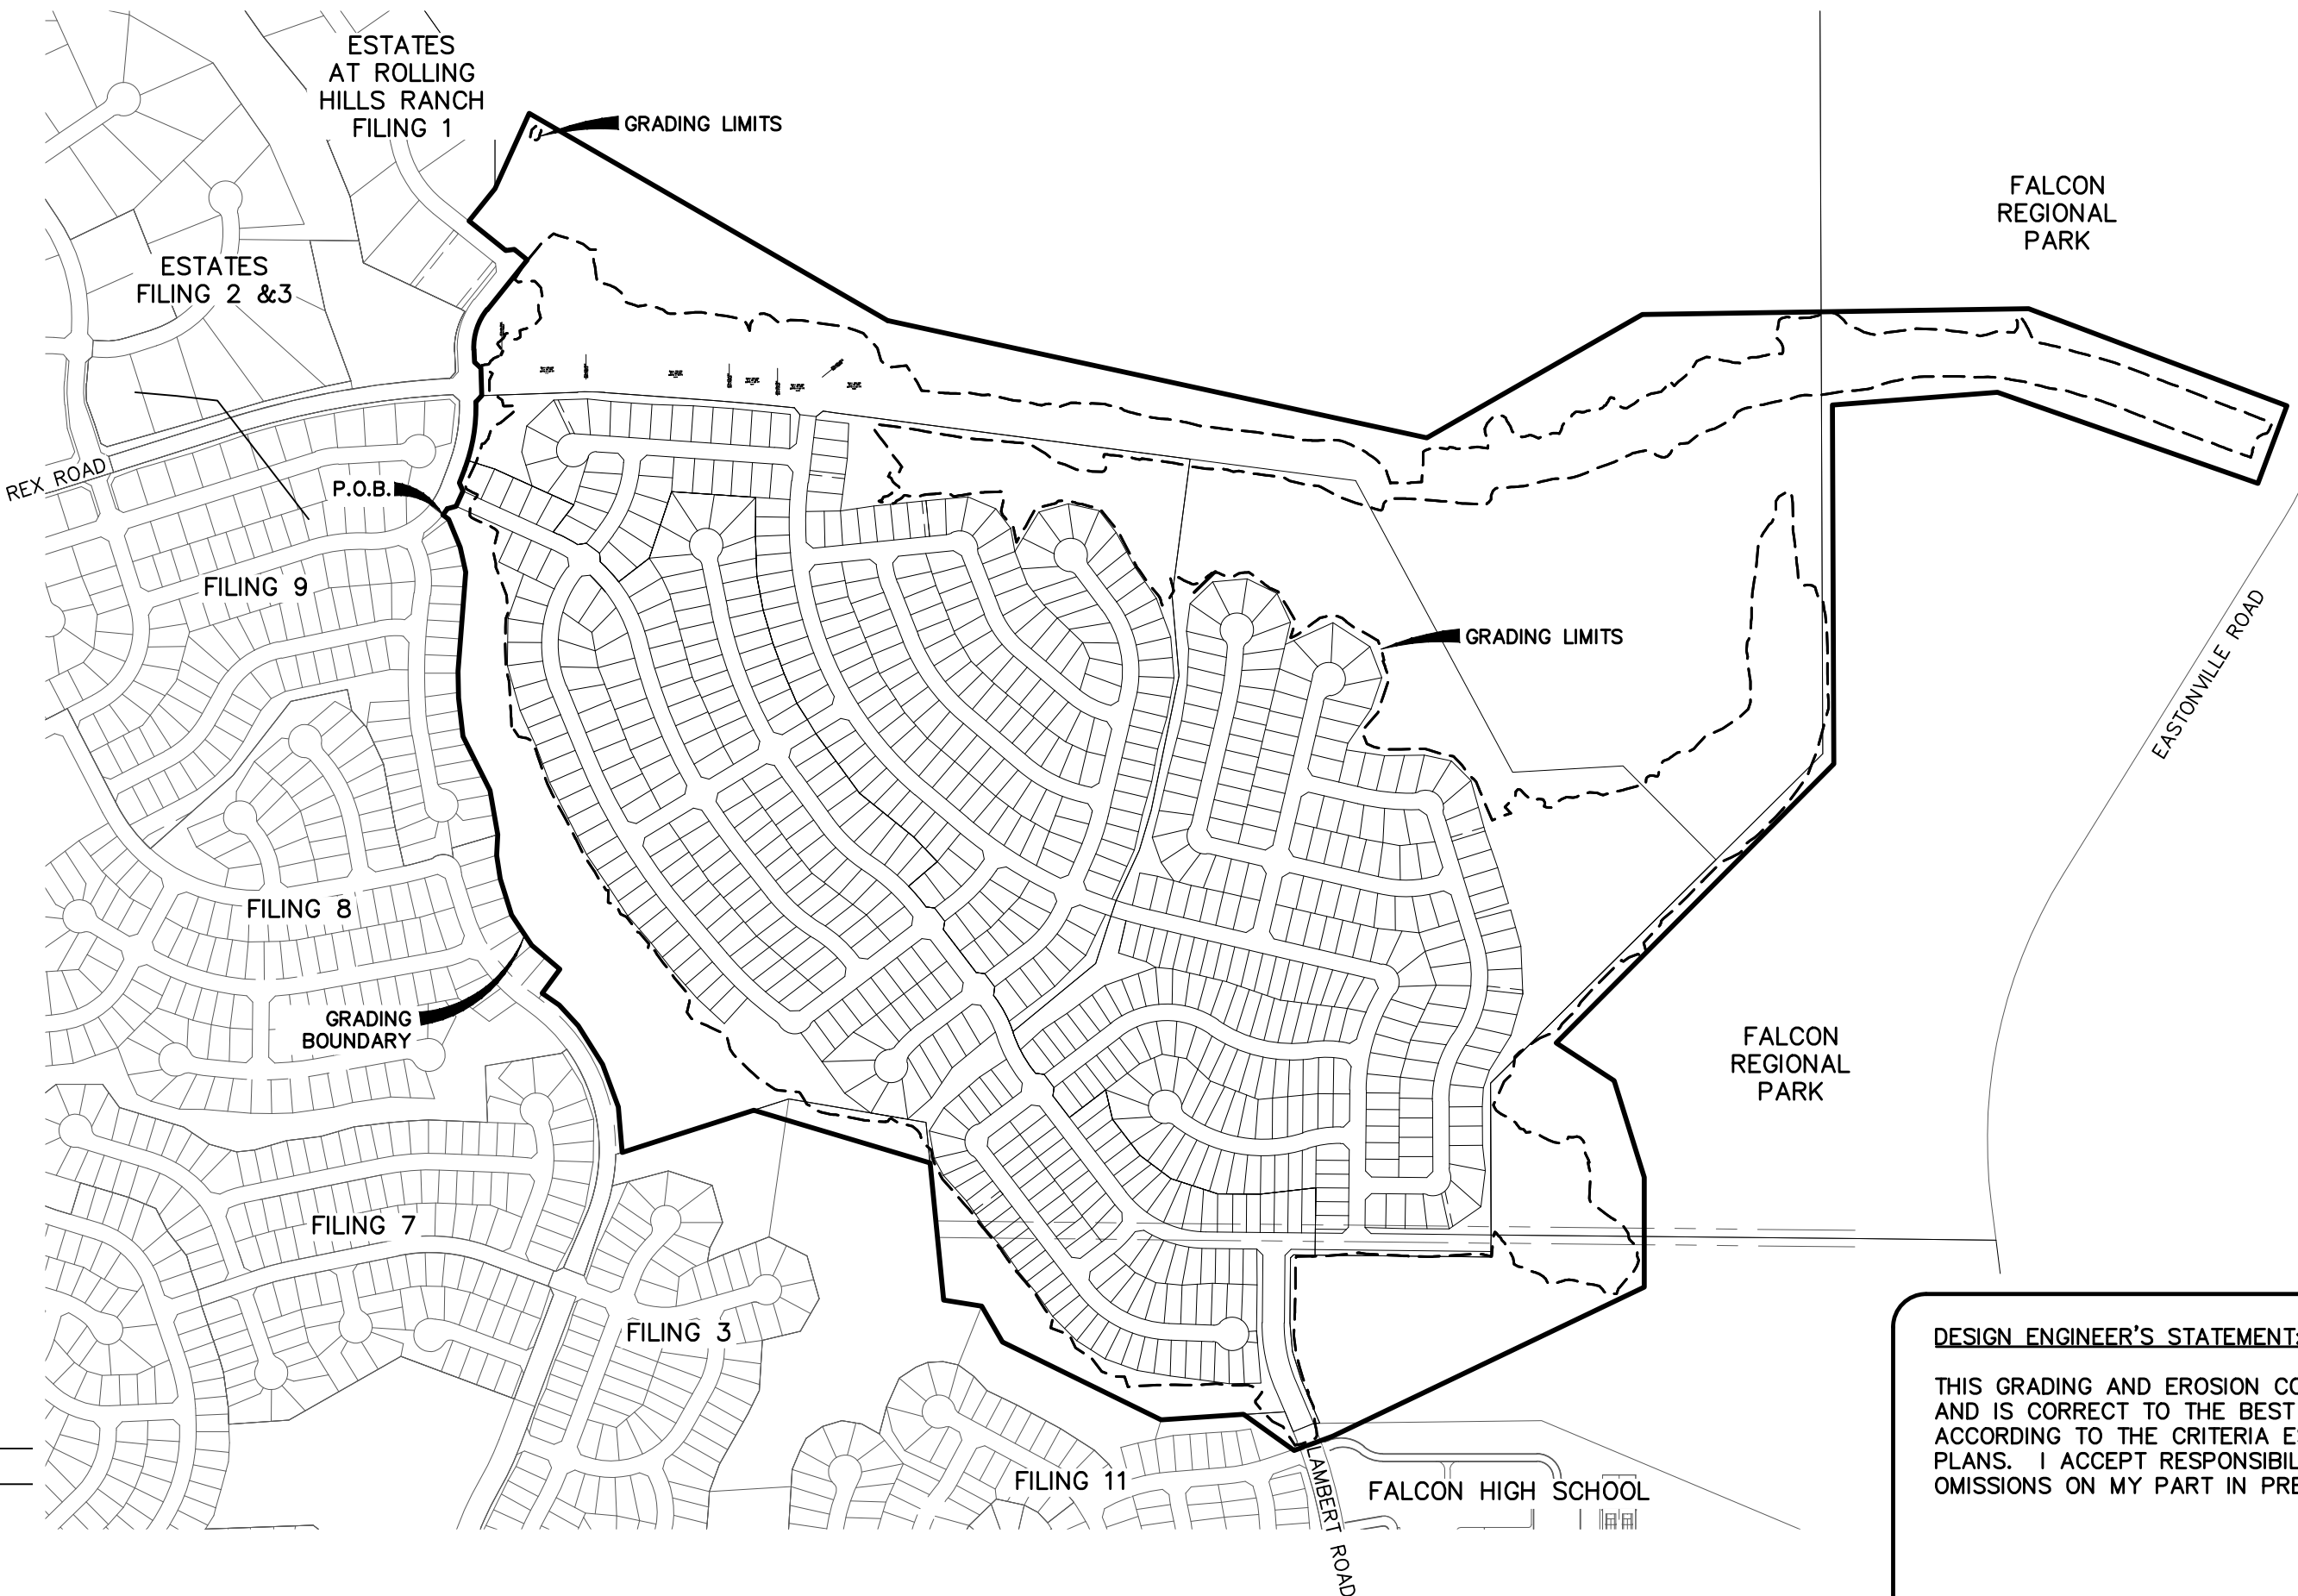 ESTATES
AT ROLLING
HILLS RANCH
FILING 1
GRADING LIMITS
FALCON
REGIONAL
PARK
ESTATES
FILING 2 &3
REX ROAD
P.O.B.
FILING 9
GRADING LIMITS
EASTONVILLE ROAD
FILING 8
GRADING
BOUNDARY
FALCON
REGIONAL
PARK
FILING 7
FILING 3
FILING 11
LAMBERT ROAD
FALCON HIGH SCHOOL
DESIGN ENGINEER'S STATEMENT:
THIS GRADING AND EROSION CO
AND IS CORRECT TO THE BEST
ACCORDING TO THE CRITERIA E
PLANS. I ACCEPT RESPONSIBIL
OMISSIONS ON MY PART IN PRE